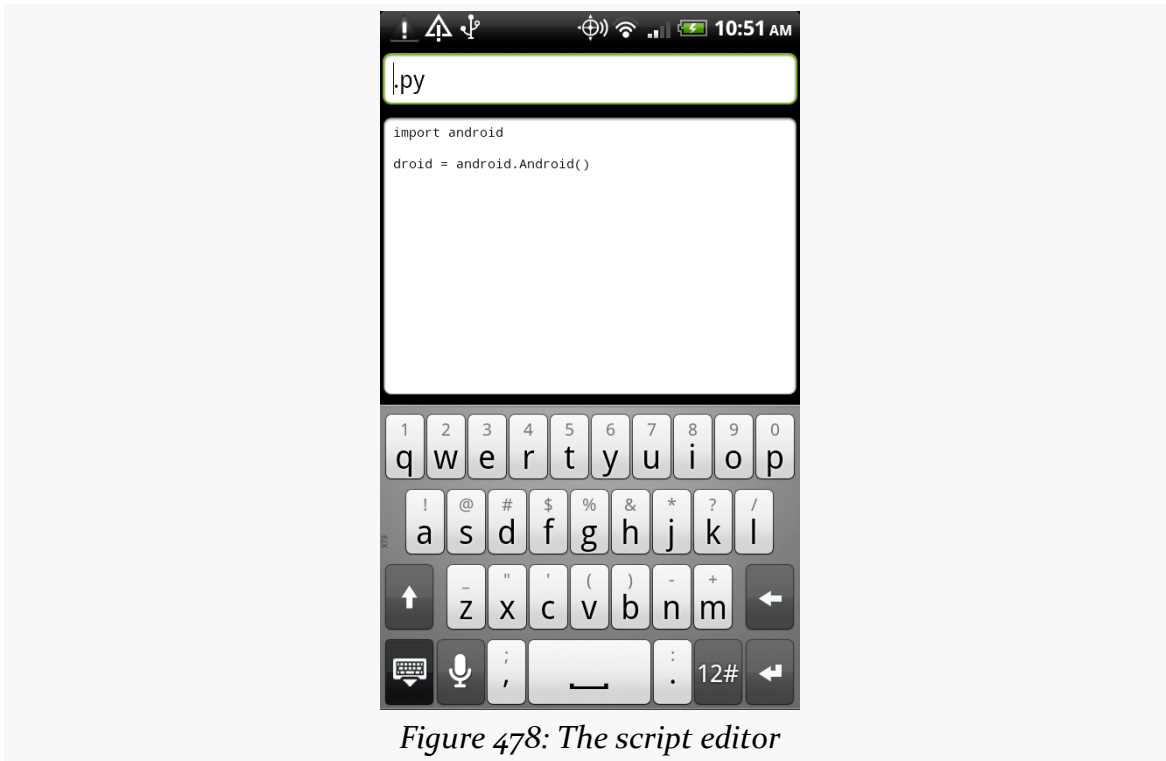 10:51 AM
.py
import android
droid = android.Android()
1 2 3 4 5 6 7 8 9 0
q w e r t y u i o p
! @ # $ % & * ? /
a s d f g h j k l
XT9
_ " ' ( ) - +
z x c v b n m
; :
, . 12#
Figure 478: The script editor